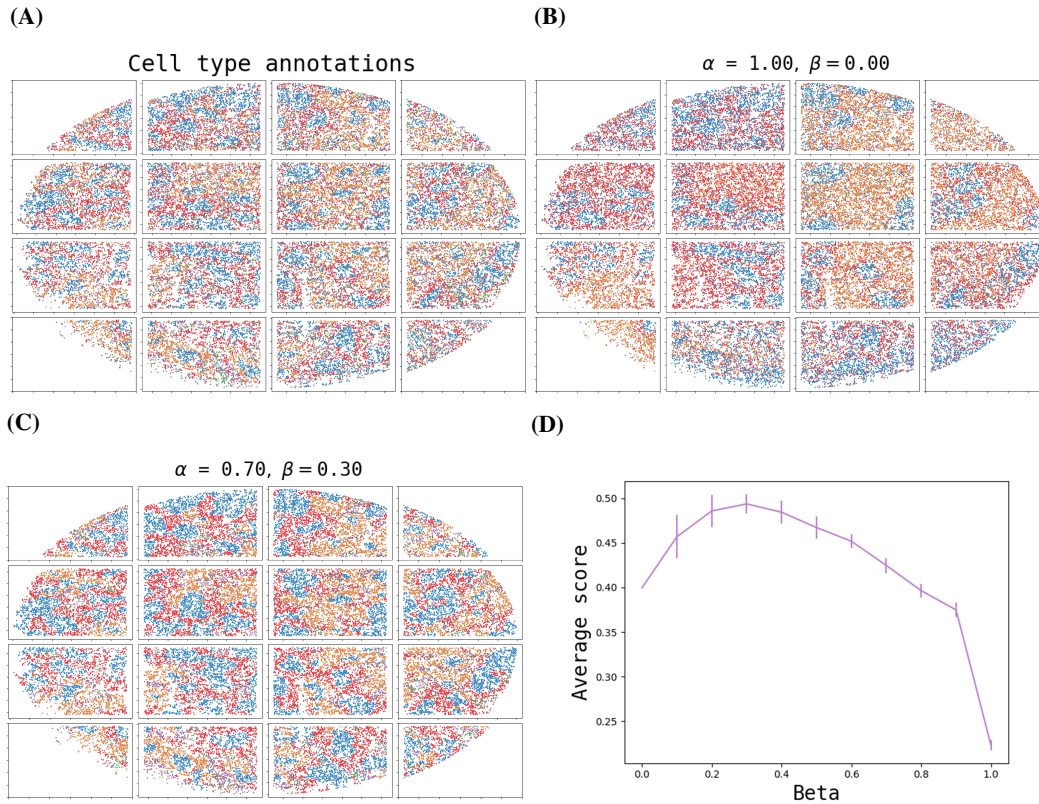 (A)
Cell type annotations
(B)
α = 1.00, β = 0.00
(C)
α = 0.70, β = 0.30
(D)
0.50
0.45
0.40
0.35
0.30
0.25
Average score
0.0 0.2 0.4 0.6 0.8 1.0
Beta